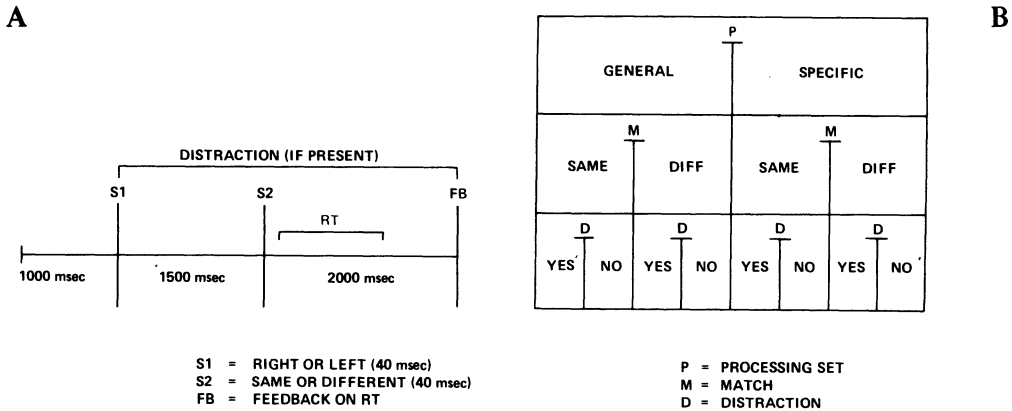 A
DISTRACTION (IF PRESENT)
S1 S2 FB
RT
1000 msec 1500 msec 2000 msec
S1 = RIGHT OR LEFT (40 msec)
S2 = SAME OR DIFFERENT (40 msec)
FB = FEEDBACK ON RT
B
P
GENERAL SPECIFIC
M M
SAME DIFF SAME DIFF
D D D D
YES NO YES NO YES NO YES NO
P = PROCESSING SET
M = MATCH
D = DISTRACTION